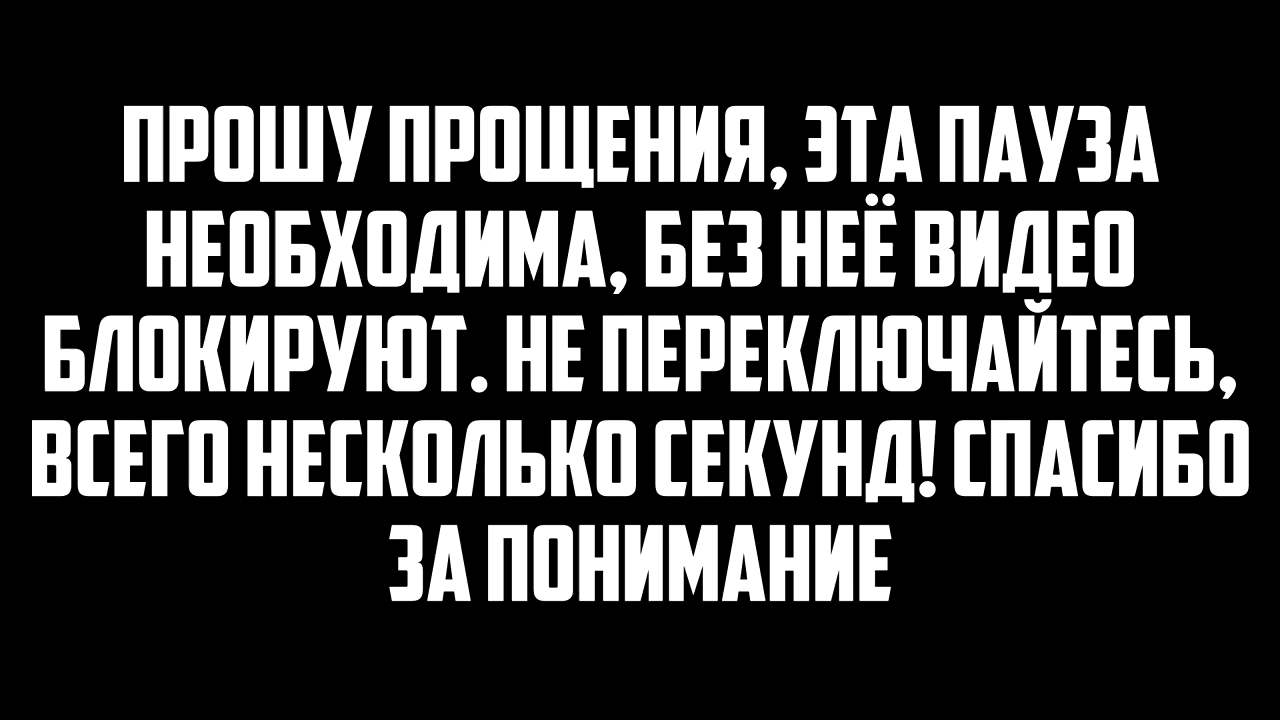 ПРОШУ ПРОЩЕНИЯ, ЭТА ПАУЗА
НЕОБХОДИМА, БЕЗ НЕЁ ВИДЕО
БЛОКИРУЮТ. НЕ ПЕРЕКЛЮЧАЙТЕСЬ,
ВСЕГО НЕСКОЛЬКО СЕКУНД! СПАСИБО
ЗА ПОНИМАНИЕ